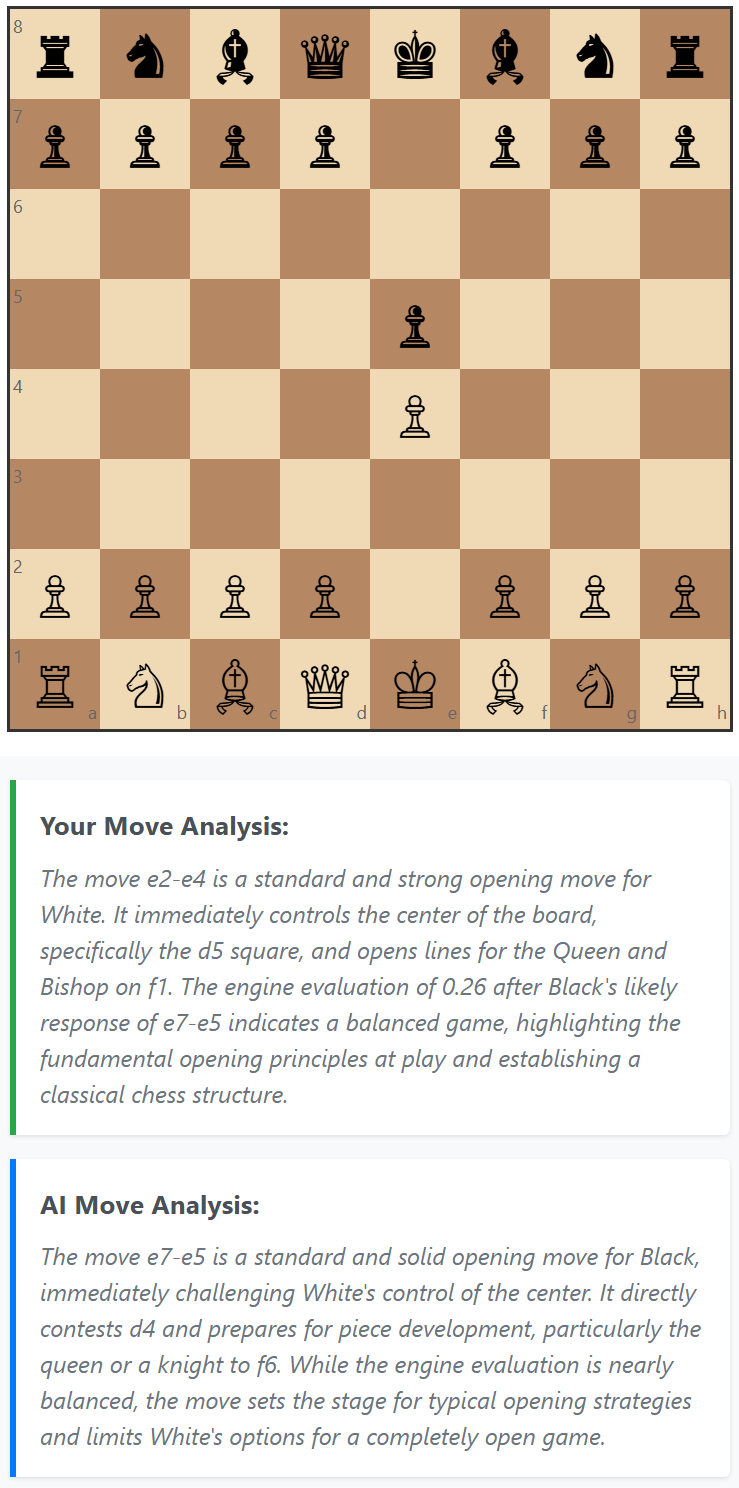 8
7
6
5
4
3
2
1
a b c d e f g h
Your Move Analysis:
The move e2-e4 is a standard and strong opening move for
White. It immediately controls the center of the board,
specifically the d5 square, and opens lines for the Queen and
Bishop on f1. The engine evaluation of 0.26 after Black's likely
response of e7-e5 indicates a balanced game, highlighting the
fundamental opening principles at play and establishing a
classical chess structure.
AI Move Analysis:
The move e7-e5 is a standard and solid opening move for Black,
immediately challenging White's control of the center. It directly
contests d4 and prepares for piece development, particularly the
queen or a knight to f6. While the engine evaluation is nearly
balanced, the move sets the stage for typical opening strategies
and limits White's options for a completely open game.